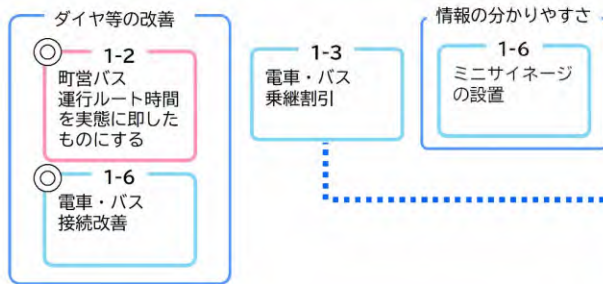 ダイヤ等の改善
◎
1-2
町営バス
運行ルート時間
を実態に即した
ものにする
◎
1-6
電車・バス
接続改善
1-3
電車・バス
乗継割引
情報の分かりやすさ
1-6
ミニサイネージ
の設置